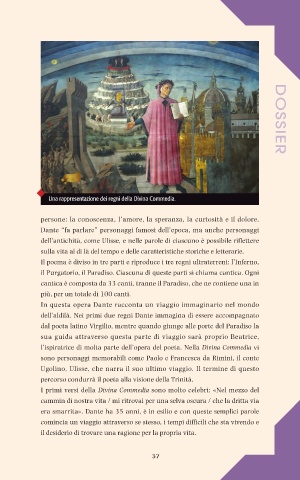 DOSSIER
Una rappresentazione dei regni della Divina Commedia.
persone: la conoscenza, l'amore, la speranza, la curiosità e il dolore.
Dante "fa parlare" personaggi famosi dell'epoca, ma anche personaggi
dell'antichità, come Ulisse, e nelle parole di ciascuno è possibile riflettere
sulla vita al di là del tempo e delle caratteristiche storiche e letterarie.
Il poema è diviso in tre parti e riproduce i tre regni ultraterreni: l'Inferno,
il Purgatorio, il Paradiso. Ciascuna di queste parti si chiama cantica. Ogni
cantica è composta da 33 canti, tranne il Paradiso, che ne contiene una in
più, per un totale di 100 canti.
In questa opera Dante racconta un viaggio immaginario nel mondo
dell'aldilà. Nei primi due regni Dante immagina di essere accompagnato
dal poeta latino Virgilio, mentre quando giunge alle porte del Paradiso la
sua guida attraverso questa parte di viaggio sarà proprio Beatrice,
l'ispiratrice di molta parte dell'opera del poeta. Nella Divina Commedia vi
sono personaggi memorabili come Paolo e Francesca da Rimini, il conte
Ugolino, Ulisse, che narra il suo ultimo viaggio. Il termine di questo
percorso condurrà il poeta alla visione della Trinità.
I primi versi della Divina Commedia sono molto celebri: «Nel mezzo del
cammin di nostra vita / mi ritrovai per una selva oscura / che la dritta via
era smarrita». Dante ha 35 anni, è in esilio e con queste semplici parole
comincia un viaggio attraverso se stesso, i tempi difficili che sta vivendo e
il desiderio di trovare una ragione per la propria vita.
37